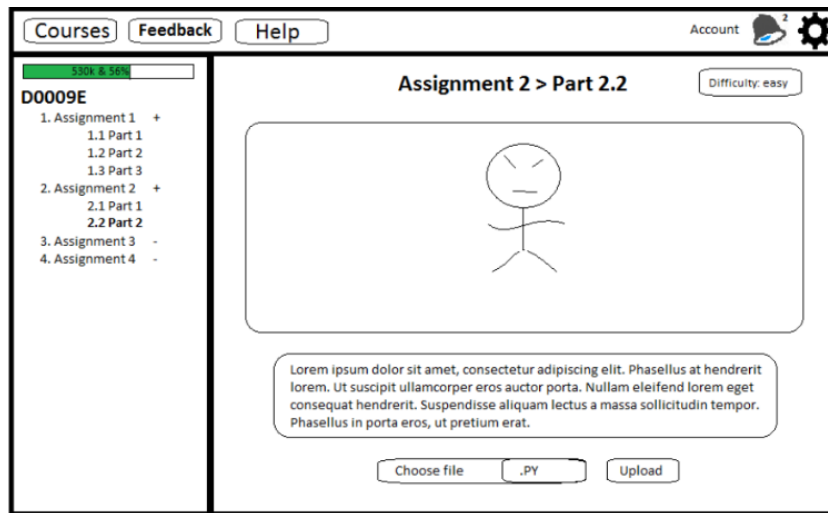 Courses Feedback Help Account 2
530k & 56%
D0009E
1. Assignment 1 +
1.1 Part 1
1.2 Part 2
1.3 Part 3
2. Assignment 2 +
2.1 Part 1
2.2 Part 2
3. Assignment 3 -
4. Assignment 4 -
Assignment 2 > Part 2.2
Difficulty: easy
Lorem ipsum dolor sit amet, consectetur adipiscing elit. Phasellus at hendrerit
lorem. Ut suscipit ullamcorper eros auctor porta. Nullam eleifend lorem eget
consequat hendrerit. Suspendisse aliquam lectus a massa sollicitudin tempor.
Phasellus in porta eros, ut pretium erat.
Choose file .PY Upload